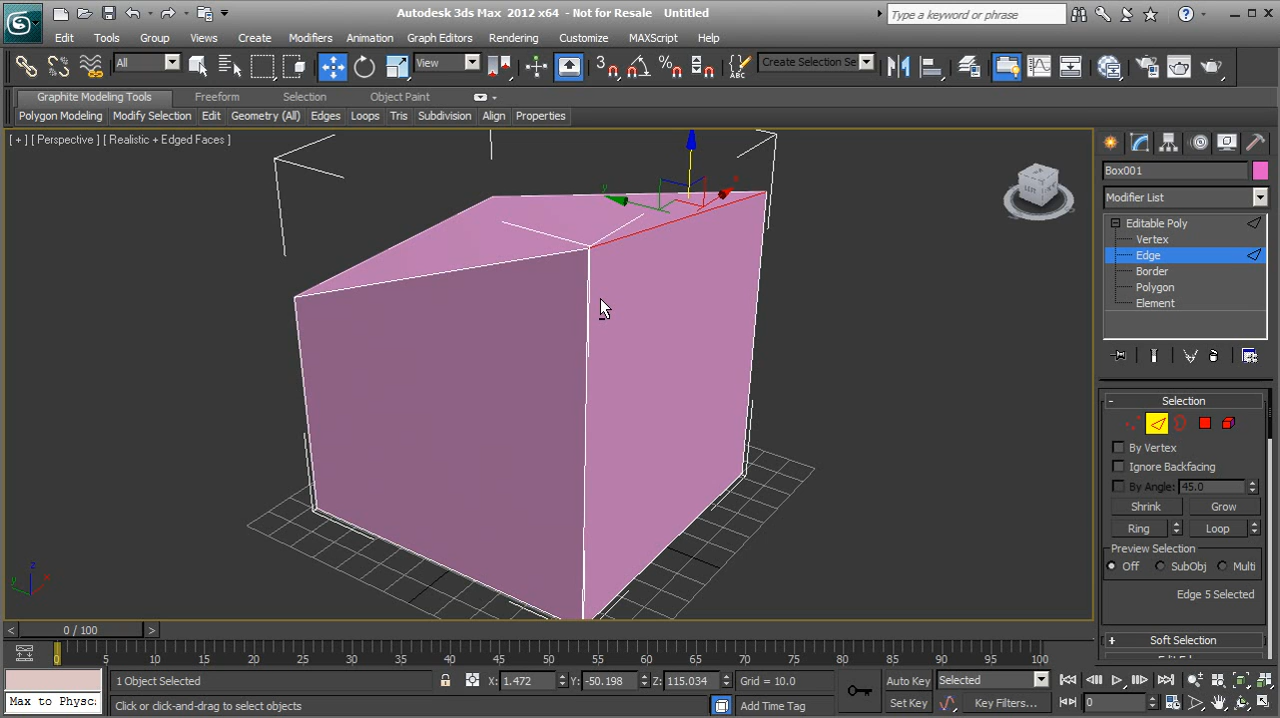 Autodesk 3ds Max 2012 x64 - Not for Resale Untitled
Type a keyword or phrase
Edit Tools Group Views Create Modifiers Animation Graph Editors Rendering Customize MAXScript Help
All View 3 Create Selection Se
Graphite Modeling Tools Freeform Selection Object Paint
Polygon Modeling Modify Selection Edit Geometry (All) Edges Loops Tris Subdivision Align Properties
[ + ] [ Perspective ] [ Realistic + Edged Faces ]
Box001
Modifier List
Editable Poly
Vertex
Edge
Border
Polygon
Element
- Selection
By Vertex
Ignore Backfacing
By Angle: 45.0
Shrink Grow
Ring Loop
Preview Selection
Off SubObj Multi
Edge 5 Selected
+ Soft Selection
y
x
z
x
y
< 0 / 100 >
0 5 10 15 20 25 30 35 40 45 50 55 60 65 70 75 80 85 90 95 100
1 Object Selected X: 1.472 Y: -50.198 Z: 115.034 Grid = 10.0 Auto Key Selected
Max to Physc Click or click-and-drag to select objects Add Time Tag Set Key Key Filters... 0